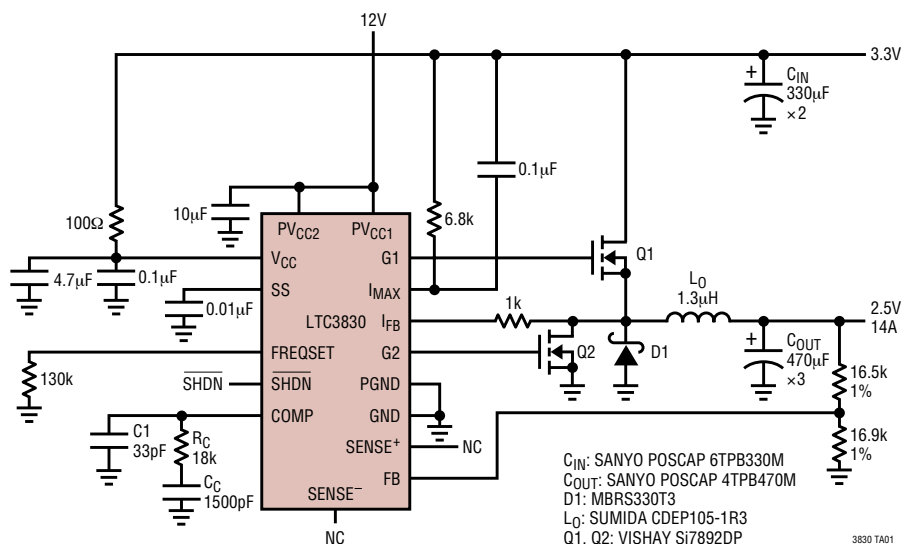 12V
3.3V
+
CIN
330µF
×2
0.1µF
10µF
6.8k
100Ω
PVCC2
PVCC1
VCC
G1
Q1
4.7µF
0.1µF
SS
IMAX
LO
1.3µH
0.01µF
LTC3830
IFB
1k
2.5V
14A
FREQSET
G2
Q2
D1
+
COUT
470µF
×3
16.5k
1%
130k
SHDN
SHDN
PGND
COMP
GND
C1
33pF
RC
18k
SENSE+
NC
16.9k
1%
CC
1500pF
FB
SENSE–
NC
CIN: SANYO POSCAP 6TPB330M
COUT: SANYO POSCAP 4TPB470M
D1: MBRS330T3
LO: SUMIDA CDEP105-1R3
Q1, Q2: VISHAY Si7892DP
3830 TA01